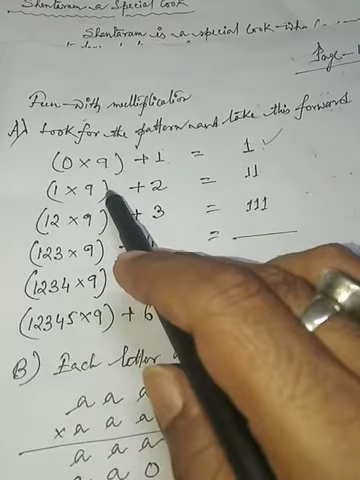 Shantaram a Special Cook
Shantaram is a special Cook
Page-
Fun-with multiplication
A) Look for the pattern and take this forward
(0 × 9) + 1 = 1 ✓
(1 × 9) + 2 = 11
(12 × 9) + 3 = 111
(123 × 9) = ———
(1234 × 9)
(12345 × 9) + 6
B) Each letter
a a a
× a a
a a a
a a 0